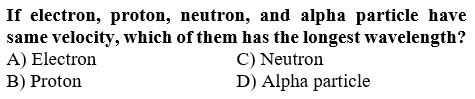 If electron, proton, neutron, and alpha particle have
same velocity, which of them has the longest wavelength?
A) Electron C) Neutron
B) Proton D) Alpha particle